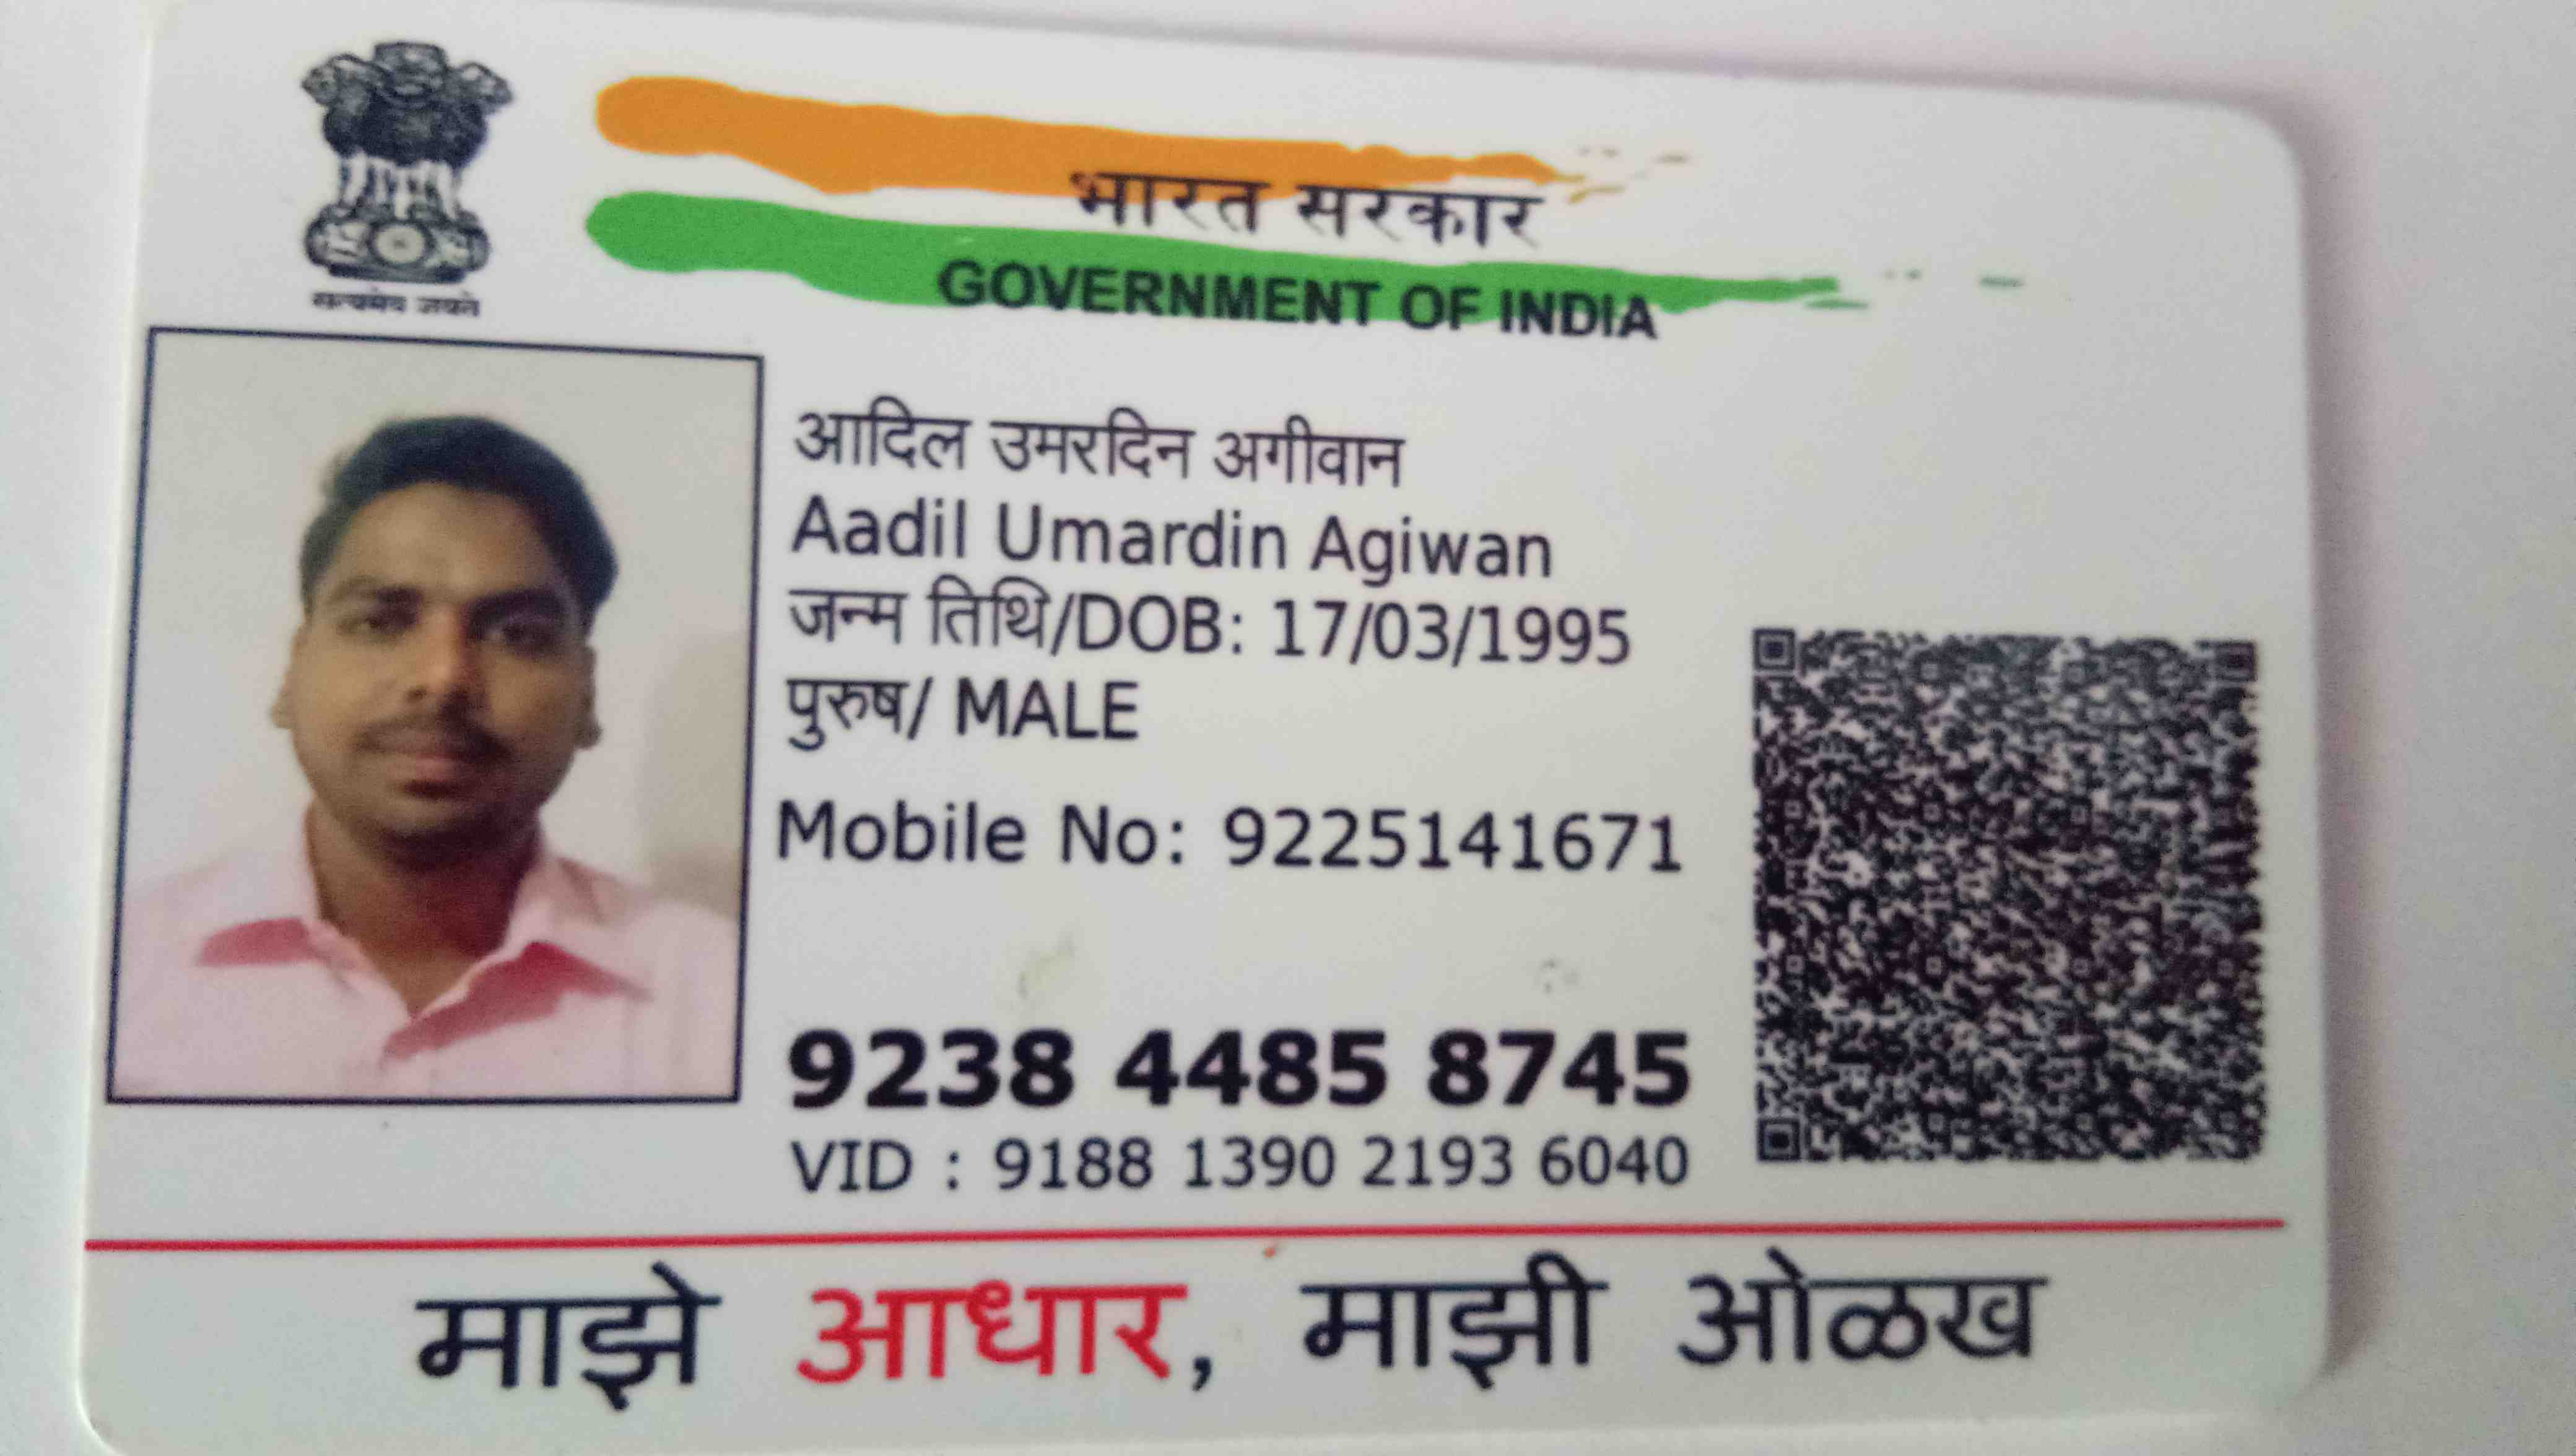 सत्यमेव जयते
भारत सरकार
GOVERNMENT OF INDIA
आदिल उमरदिन अगीवान
Aadil Umardin Agiwan
जन्म तिथि/DOB: 17/03/1995
पुरुष/ MALE
Mobile No: 9225141671
9238 4485 8745
VID : 9188 1390 2193 6040
माझे आधार, माझी ओळख